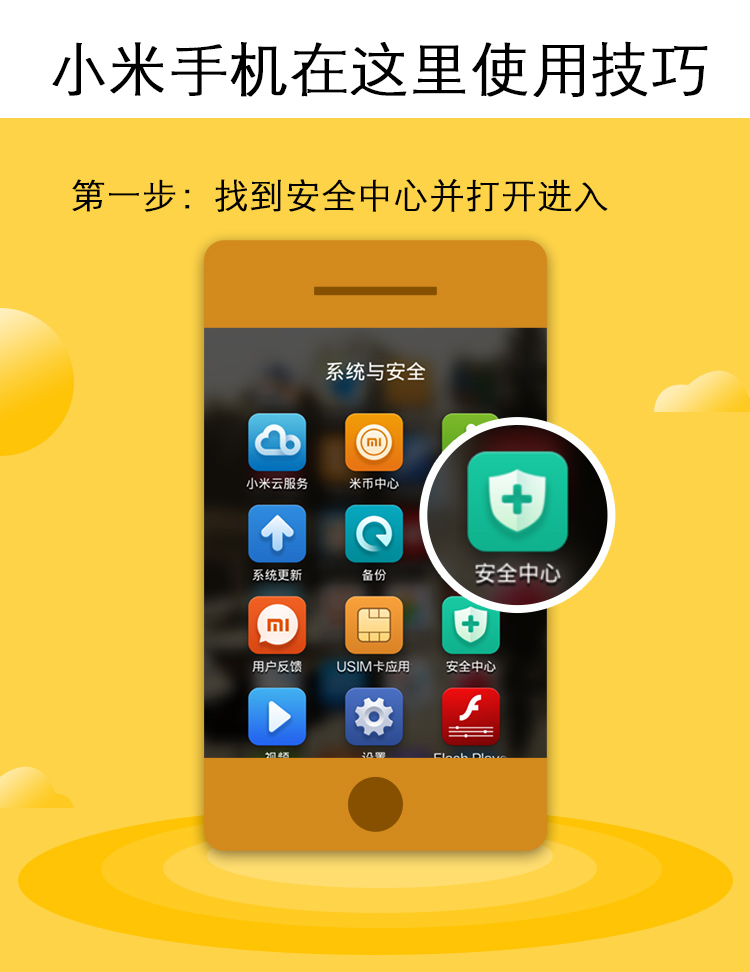 小米手机在这里使用技巧
第一步：找到安全中心并打开进入
系统与安全
mi
小米云服务
米币中心
安全中心
系统更新
备份
mi
用户反馈
USIM卡应用
安全中心
视频
设置
Flash Playe